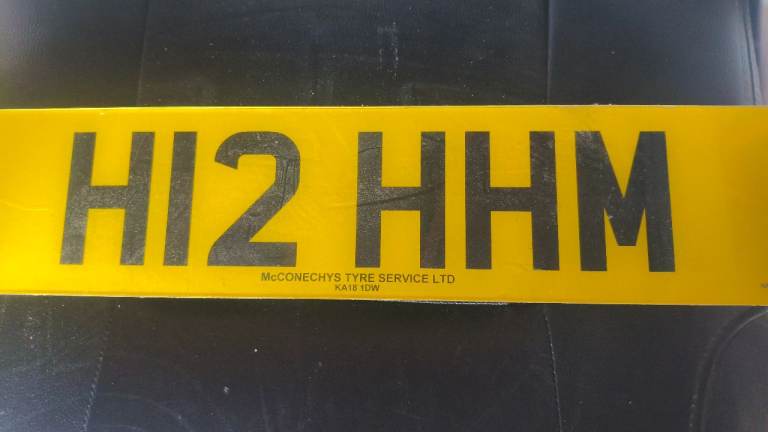 H12 HHM
McCONECHYS TYRE SERVICE LTD
KA18 1DW